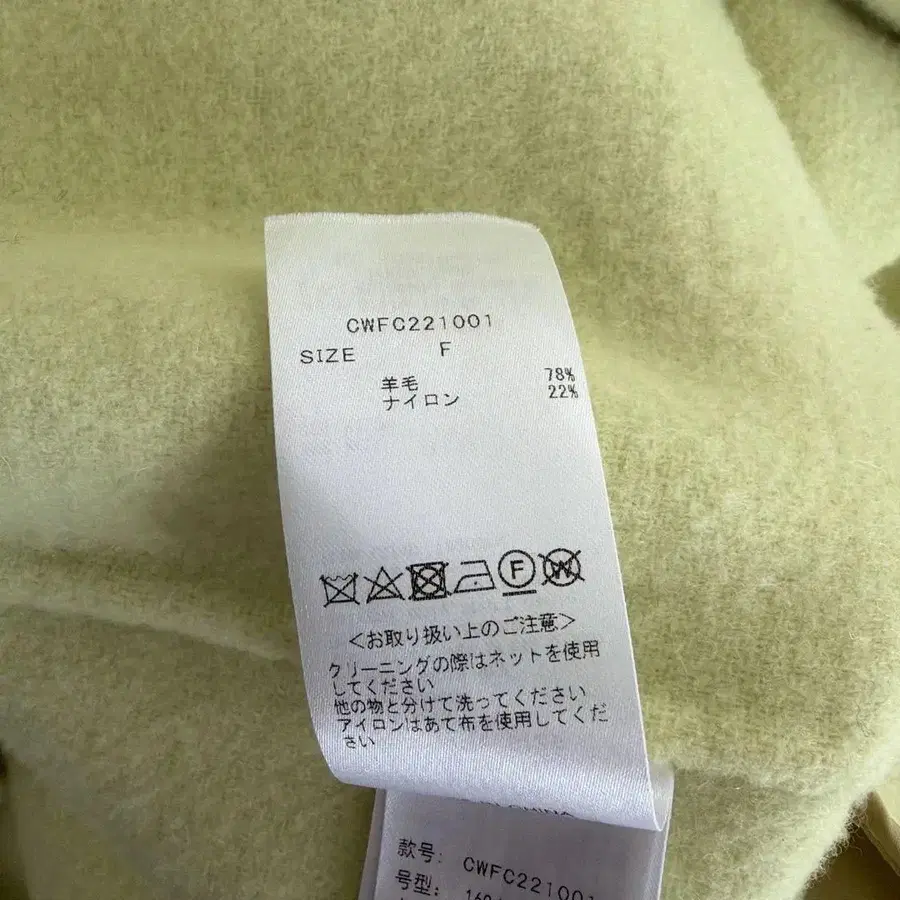 CWFC221001
SIZE F
羊毛 78%
ナイロン 22%
F
W
<お取り扱い上のご注意>
クリーニングの際はネットを使用
してください
他の物と分けて洗ってください
アイロンはあて布を使用してくだ
さい
款号: CWFC221001
号型: